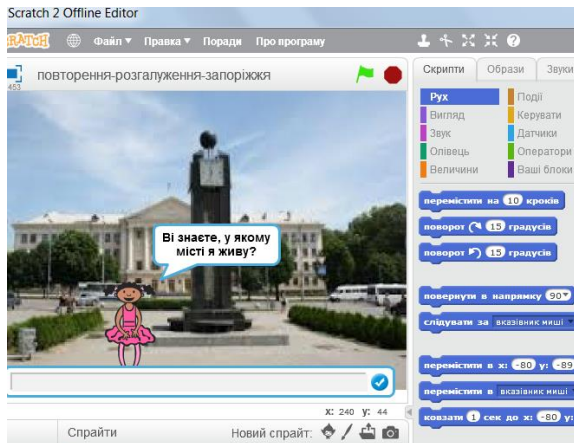 Scratch 2 Offline Editor
SCRATCH Файл Правка Поради Про програму
повторення-розгалуження-запоріжжя
453
Скрипти Образи Звуки
Рух Події
Вигляд Керувати
Звук Датчики
Олівець Оператори
Величини Ваші блоки
Ві знаєте, у якому
місті я живу?
перемістити на 10 кроків
поворот 15 градусів
поворот 15 градусів
повернути в напрямку 90
слідувати за вказівник миші
перемістити в x: -80 y: -89
перемістити в вказівник миші
ковзати 1 сек до x: -80 y:
x: 240 y: 44
Спрайти Новий спрайт: